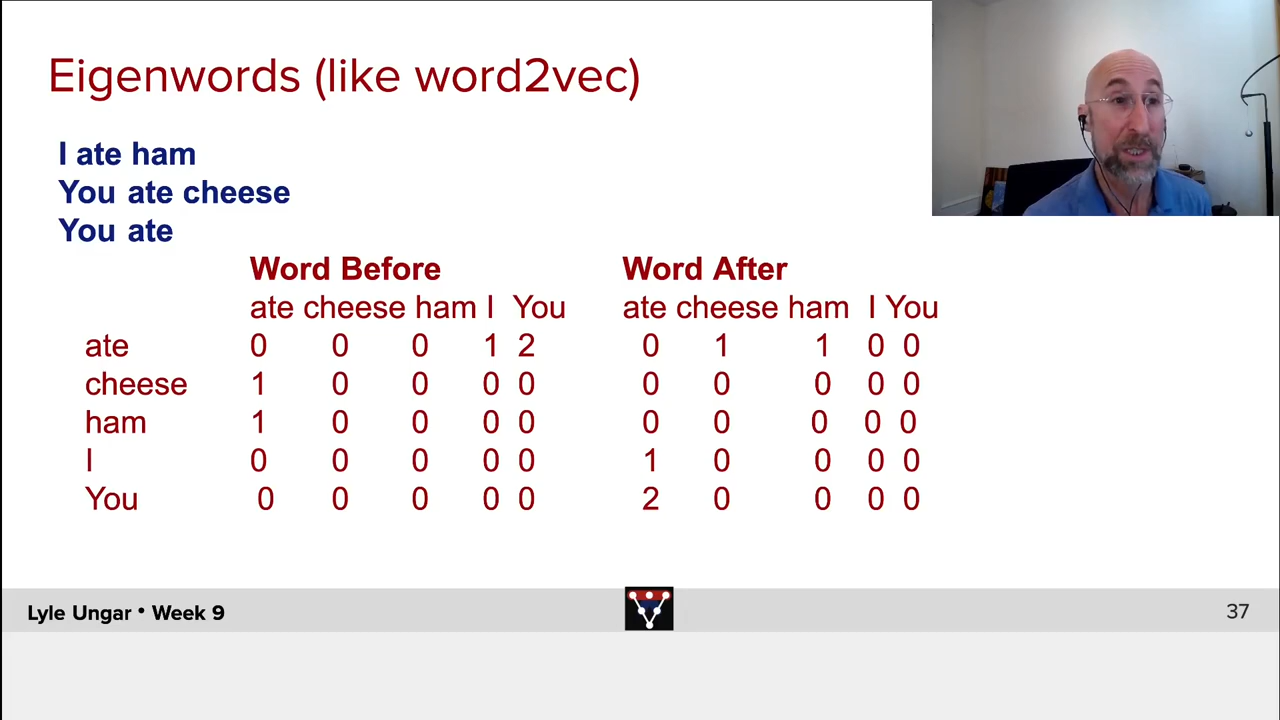 Eigenwords (like word2vec)
I ate ham
You ate cheese
You ate
Word Before Word After
ate cheese ham I You ate cheese ham I You
ate 0 0 0 1 2 0 1 1 0 0
cheese 1 0 0 0 0 0 0 0 0 0
ham 1 0 0 0 0 0 0 0 0 0
I 0 0 0 0 0 1 0 0 0 0
You 0 0 0 0 0 2 0 0 0 0
Lyle Ungar • Week 9 37